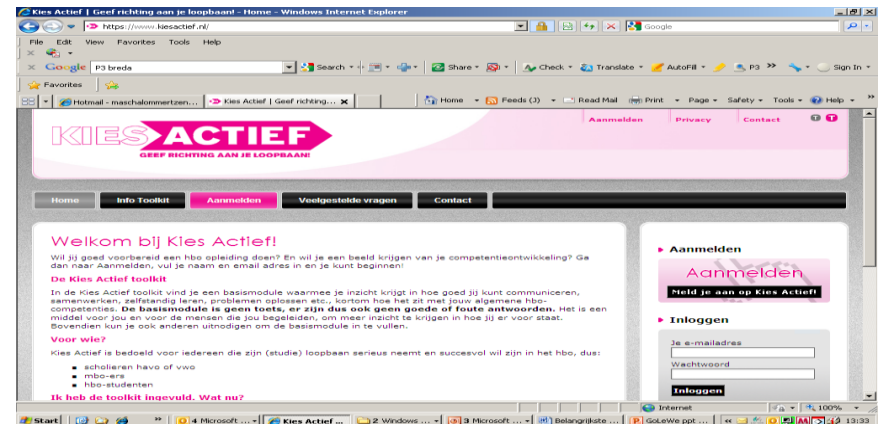 Kies Actief | Geef richting aan je loopbaan! - Home - Windows Internet Explorer
https://www.kiesactief.nl/
Google
File Edit View Favorites Tools Help
Google P3 breda Search Share Check Translate AutoFill P3 Sign In
Favorites
Hotmail - maschalommertzen... Kies Actief | Geef richting... Home Feeds (3) Read Mail Print Page Safety Tools Help
Aanmelden Privacy Contact T T
KIES ACTIEF
GEEF RICHTING AAN JE LOOPBAAN!
Home Info Toolkit Aanmelden Veelgestelde vragen Contact
Welkom bij Kies Actief!
Wil jij goed voorbereid een hbo opleiding doen? En wil je een beeld krijgen van je competentieontwikkeling? Ga
dan naar Aanmelden, vul je naam en email adres in en je kunt beginnen!
De Kies Actief toolkit
In de Kies Actief toolkit vind je een basismodule waarmee je inzicht krijgt in hoe goed jij kunt communiceren,
samenwerken, zelfstandig leren, problemen oplossen etc., kortom hoe het zit met jouw algemene hbo-
competenties. De basismodule is geen toets, er zijn dus ook geen goede of foute antwoorden. Het is een
middel voor jou en voor de mensen die jou begeleiden, om meer inzicht te krijgen in hoe jij er voor staat.
Bovendien kun je ook anderen uitnodigen om de basismodule in te vullen.
Voor wie?
Kies Actief is bedoeld voor iedereen die zijn (studie) loopbaan serieus neemt en succesvol wil zijn in het hbo, dus:
scholieren havo of vwo
mbo-ers
hbo-studenten
Ik heb de toolkit ingevuld. Wat nu?
Aanmelden
Aanmelden
Meld je aan op Kies Actief!
Inloggen
Je e-mailadres
Wachtwoord
Inloggen
Internet 100%
Start 4 Microsoft ... Kies Actief ... 2 Windows ... 3 Microsoft ... Belangrijkste ... GoLeWe ppt ... 13:33